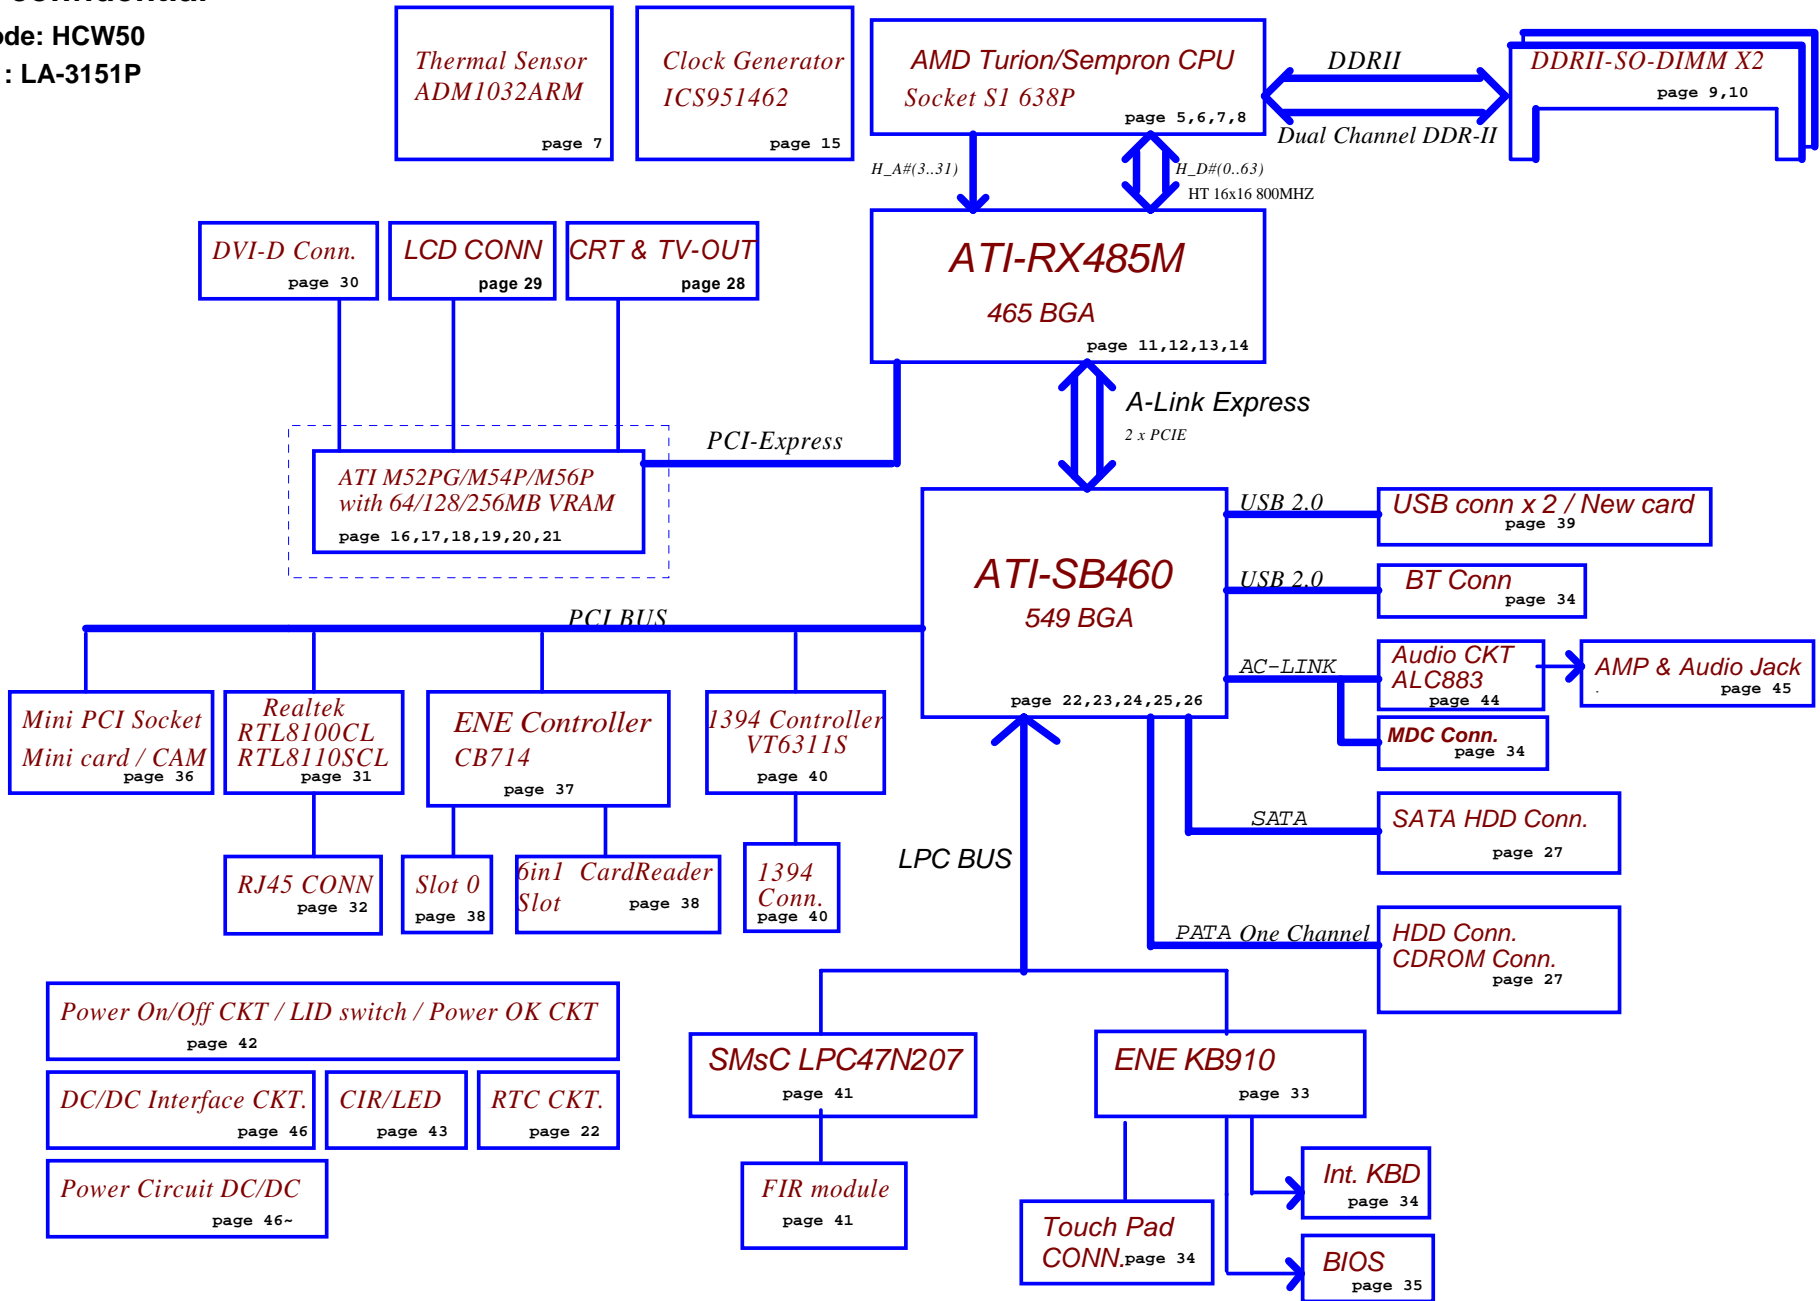 ode: HCW50
: LA-3151P
Thermal Sensor
ADM1032ARM
page 7
Clock Generator
ICS951462
page 15
AMD Turion/Sempron CPU
Socket S1 638P
page 5,6,7,8
DDRII
Dual Channel DDR-II
DDRII-SO-DIMM X2
page 9,10
H_A#(3..31)
H_D#(0..63)
HT 16x16 800MHZ
DVI-D Conn.
page 30
LCD CONN
page 29
CRT & TV-OUT
page 28
ATI-RX485M
465 BGA
page 11,12,13,14
A-Link Express
2 x PCIE
PCI-Express
ATI M52PG/M54P/M56P
with 64/128/256MB VRAM
page 16,17,18,19,20,21
ATI-SB460
549 BGA
page 22,23,24,25,26
USB 2.0
USB conn x 2 / New card
page 39
USB 2.0
BT Conn
page 34
AC-LINK
Audio CKT
ALC883
page 44
AMP & Audio Jack
page 45
MDC Conn.
page 34
SATA
SATA HDD Conn.
page 27
PATA One Channel
HDD Conn.
CDROM Conn.
page 27
PCI BUS
Mini PCI Socket
Mini card / CAM
page 36
Realtek
RTL8100CL
RTL8110SCL
page 31
ENE Controller
CB714
page 37
1394 Controller
VT6311S
page 40
RJ45 CONN
page 32
Slot 0
page 38
6in1 CardReader
Slot
page 38
1394
Conn.
page 40
LPC BUS
Power On/Off CKT / LID switch / Power OK CKT
page 42
DC/DC Interface CKT.
page 46
CIR/LED
page 43
RTC CKT.
page 22
Power Circuit DC/DC
page 46~
SMsC LPC47N207
page 41
FIR module
page 41
ENE KB910
page 33
Touch Pad
CONN.
page 34
Int. KBD
page 34
BIOS
page 35